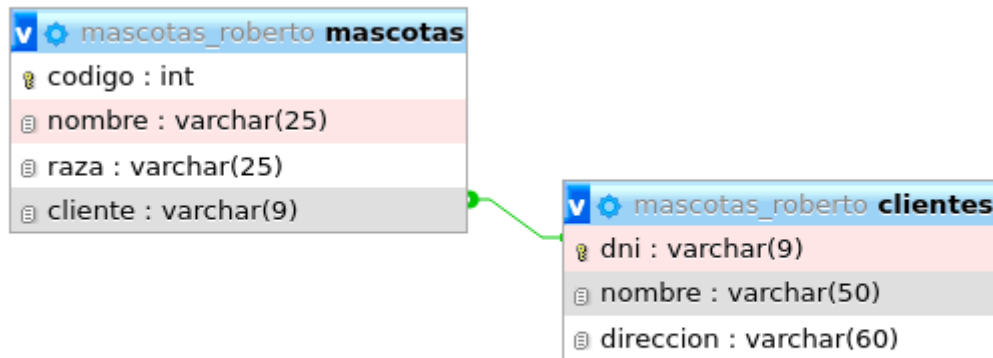 v mascotas_roberto mascotas
codigo : int
nombre : varchar(25)
raza : varchar(25)
cliente : varchar(9)
v mascotas_roberto clientes
dni : varchar(9)
nombre : varchar(50)
direccion : varchar(60)